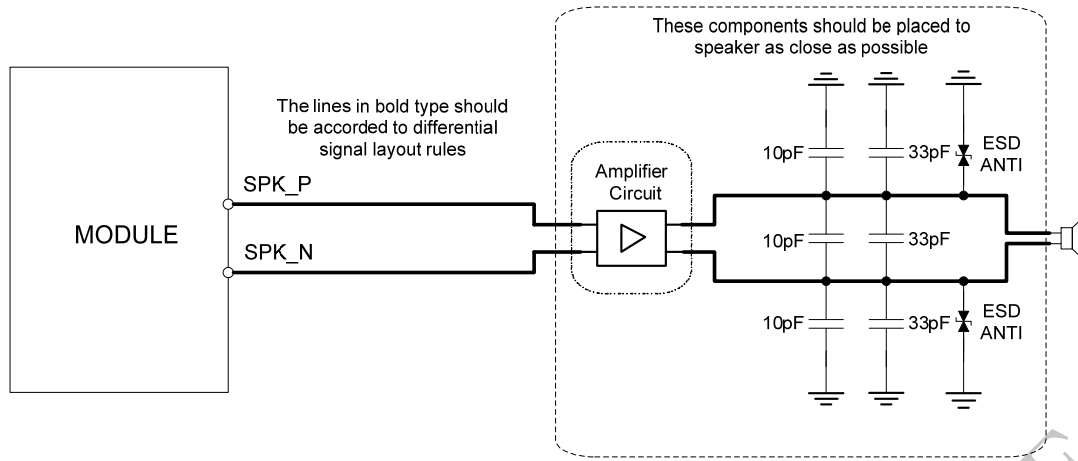 These components should be placed to
speaker as close as possible
The lines in bold type should
be accorded to differential
signal layout rules
10pF
33pF
ESD
ANTI
Amplifier
Circuit
SPK_P
MODULE
SPK_N
10pF
33pF
10pF
33pF
ESD
ANTI